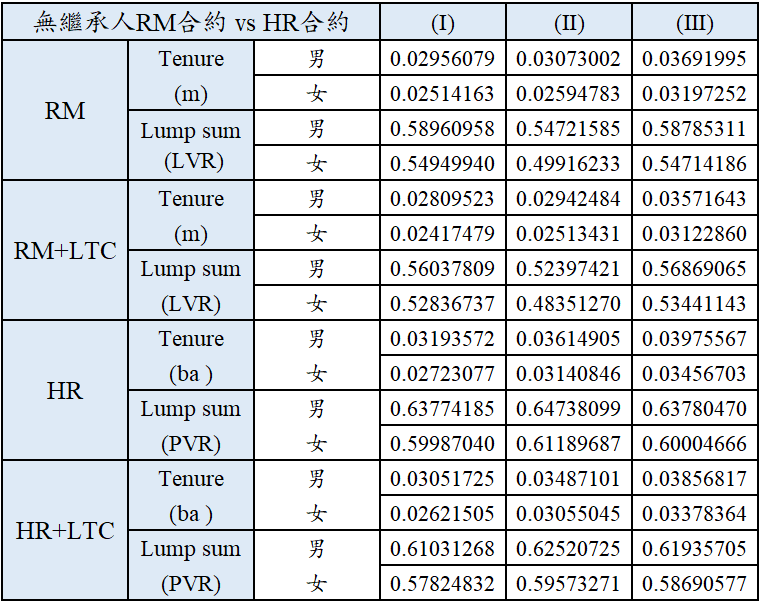 無繼承人RM合約 vs HR合約 (I) (II) (III)
RM Tenure (m) 男 0.02956079 0.03073002 0.03691995
女 0.02514163 0.02594783 0.03197252
Lump sum (LVR) 男 0.58960958 0.54721585 0.58785311
女 0.54949940 0.49916233 0.54714186
RM+LTC Tenure (m) 男 0.02809523 0.02942484 0.03571643
女 0.02417479 0.02513431 0.03122860
Lump sum (LVR) 男 0.56037809 0.52397421 0.56869065
女 0.52836737 0.48351270 0.53441143
HR Tenure (ba ) 男 0.03193572 0.03614905 0.03975567
女 0.02723077 0.03140846 0.03456703
Lump sum (PVR) 男 0.63774185 0.64738099 0.63780470
女 0.59987040 0.61189687 0.60004666
HR+LTC Tenure (ba ) 男 0.03051725 0.03487101 0.03856817
女 0.02621505 0.03055045 0.03378364
Lump sum (PVR) 男 0.61031268 0.62520725 0.61935705
女 0.57824832 0.59573271 0.58690577